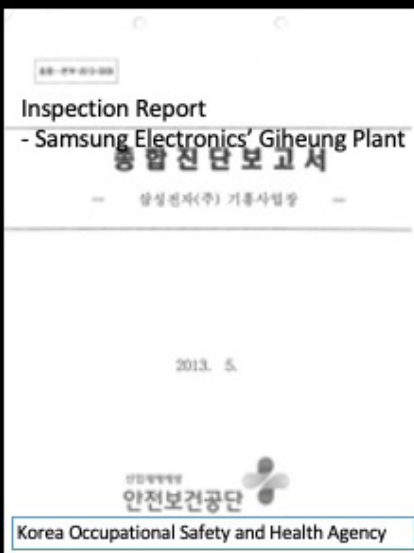 Inspection Report
- Samsung Electronics' Giheung Plant
종합진단보고서
— 삼성전자(주) 기흥사업장 —
2013. 5.
안전보건공단
Korea Occupational Safety and Health Agency